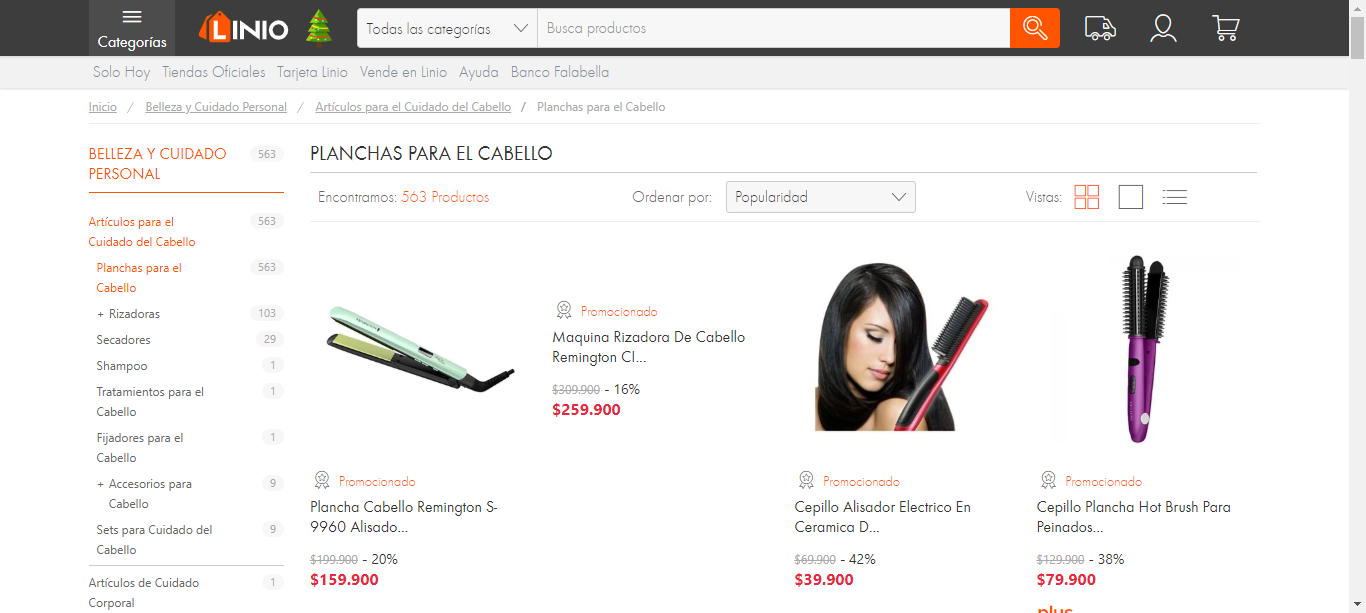 Categorías
LINIO
Todas las categorías
Busca productos
Solo Hoy Tiendas Oficiales Tarjeta Linio Vende en Linio Ayuda Banco Falabella
Inicio / Belleza y Cuidado Personal / Artículos para el Cuidado del Cabello / Planchas para el Cabello
BELLEZA Y CUIDADO 563
PERSONAL
Artículos para el 563
Cuidado del Cabello
Planchas para el 563
Cabello
+ Rizadoras 103
Secadores 29
Shampoo 1
Tratamientos para el 1
Cabello
Fijadores para el 1
Cabello
+ Accesorios para 9
Cabello
Sets para Cuidado del 9
Cabello
Artículos de Cuidado 1
Corporal
PLANCHAS PARA EL CABELLO
Encontramos: 563 Productos
Ordenar por: Popularidad
Vistas:
Promocionado
Plancha Cabello Remington S-
9960 Alisado...
$199.900 - 20%
$159.900
Promocionado
Maquina Rizadora De Cabello
Remington CI...
$309.900 - 16%
$259.900
Promocionado
Cepillo Alisador Electrico En
Ceramica D...
$69.900 - 42%
$39.900
Promocionado
Cepillo Plancha Hot Brush Para
Peinados...
$129.900 - 38%
$79.900
plus